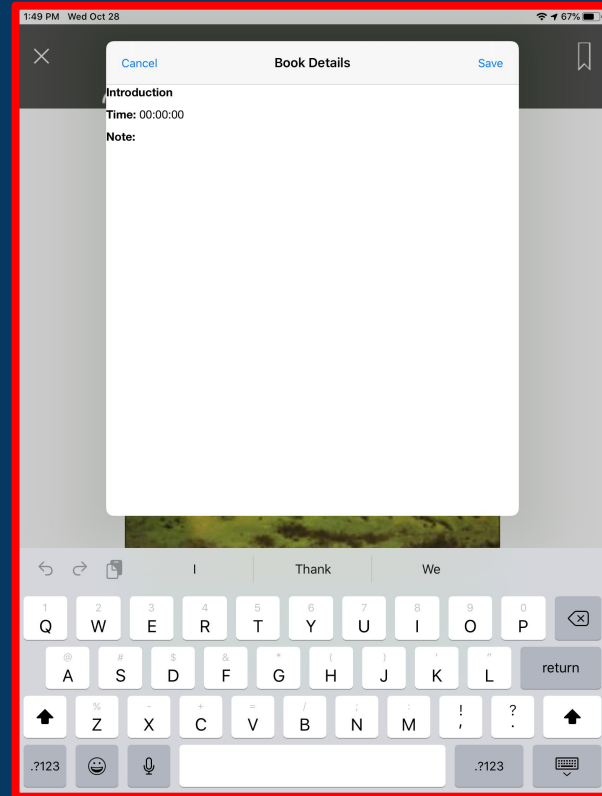 1:49 PM Wed Oct 28 67%
Cancel Book Details Save
Introduction
Time: 00:00:00
Note:
I Thank We
1 2 3 4 5 6 7 8 9 0
Q W E R T Y U I O P
@ # $ & * ( ) ' "
A S D F G H J K L return
% - + = / ; : ! ?
Z X C V B N M , .
.?123 .?123